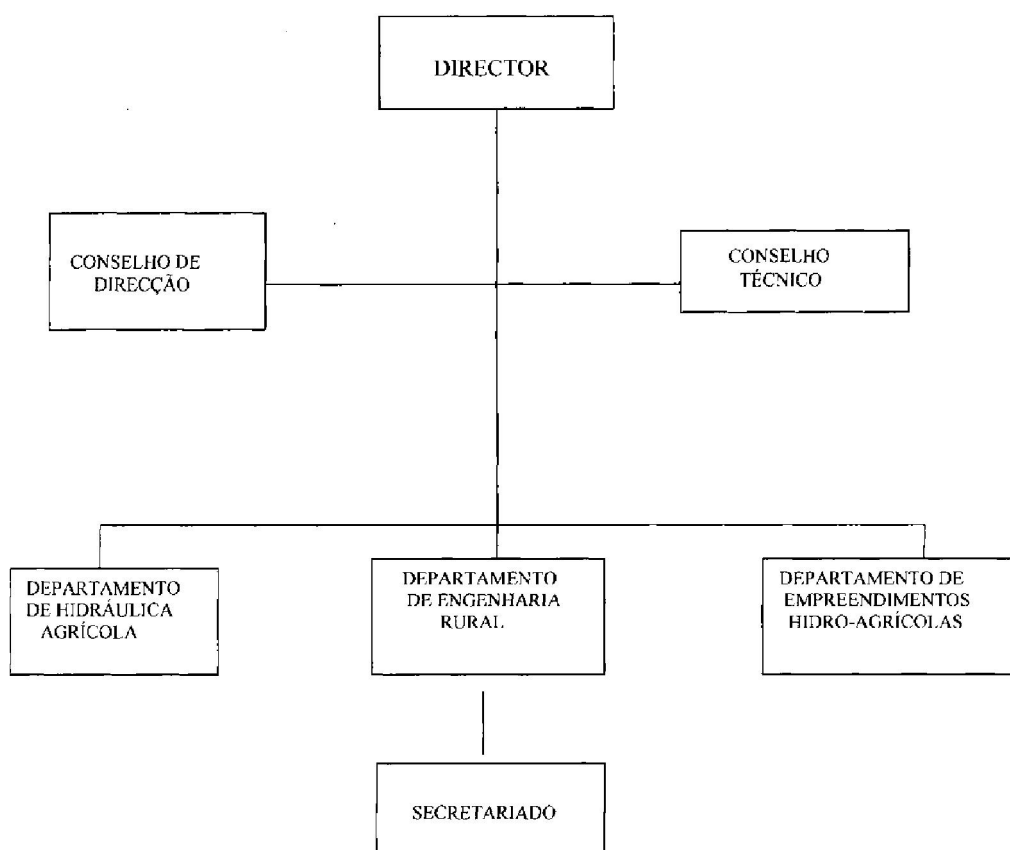 DIRECTOR
CONSELHO DE
DIRECÇÃO
CONSELHO
TÉCNICO
DEPARTAMENTO
DE HIDRÁULICA
AGRÍCOLA
DEPARTAMENTO
DE ENGENHARIA
RURAL
DEPARTAMENTO DE
EMPREENDIMENTOS
HIDRO-AGRÍCOLAS
SECRETARIADO